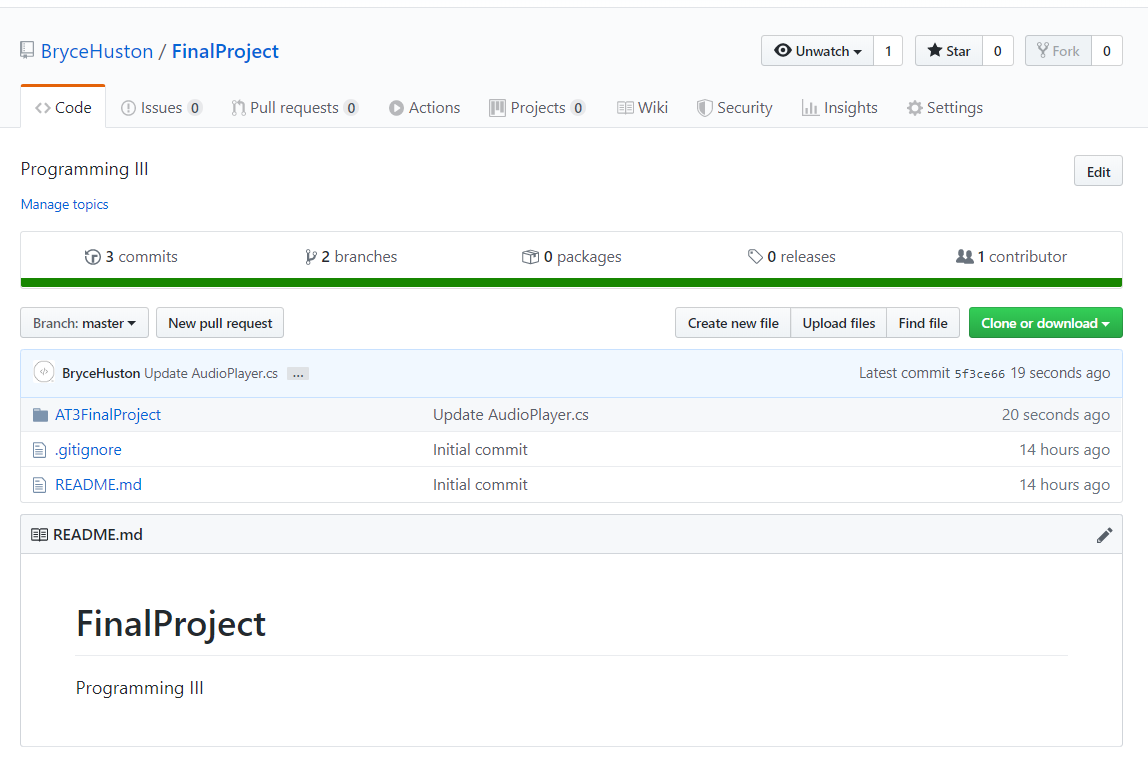 BryceHuston / FinalProject
Unwatch 1 Star 0 Fork 0
Code Issues 0 Pull requests 0 Actions Projects 0 Wiki Security Insights Settings
Programming III Edit
Manage topics
3 commits 2 branches 0 packages 0 releases 1 contributor
Branch: master New pull request Create new file Upload files Find file Clone or download
BryceHuston Update AudioPlayer.cs ... Latest commit 5f3ce66 19 seconds ago
AT3FinalProject Update AudioPlayer.cs 20 seconds ago
.gitignore Initial commit 14 hours ago
README.md Initial commit 14 hours ago
README.md
FinalProject
Programming III